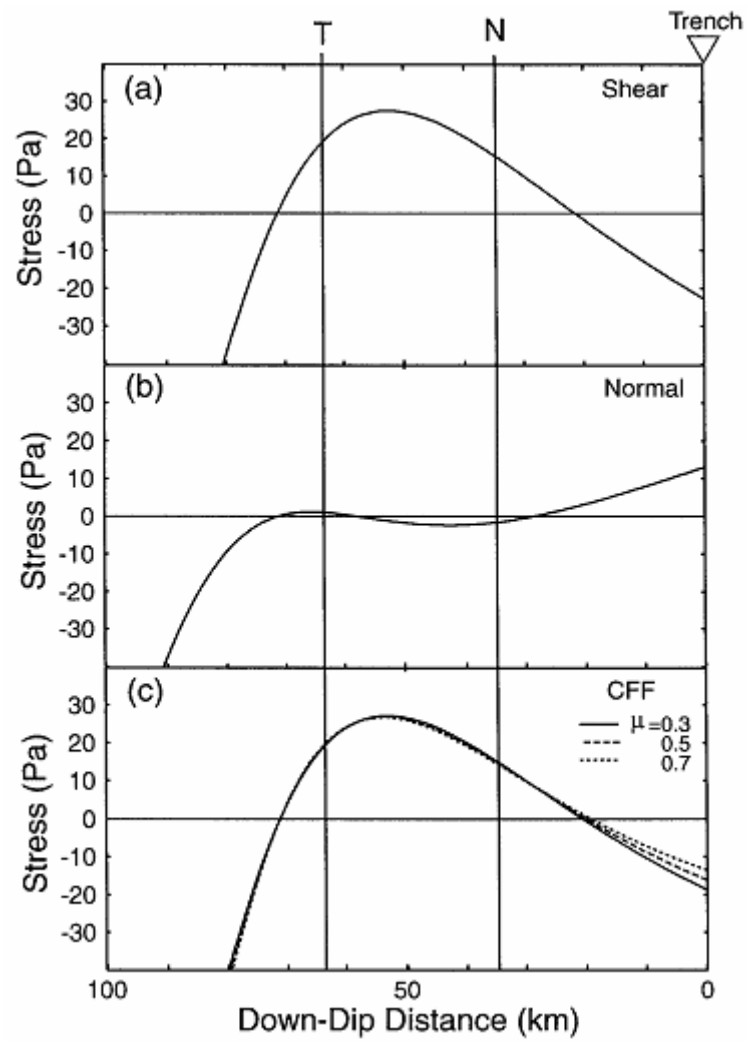 T N Trench
(a) Shear
30
20
10
0
-10
-20
-30
Stress (Pa)
(b) Normal
30
20
10
0
-10
-20
-30
Stress (Pa)
(c) CFF
μ=0.3
0.5
0.7
30
20
10
0
-10
-20
-30
Stress (Pa)
100 50 0
Down-Dip Distance (km)